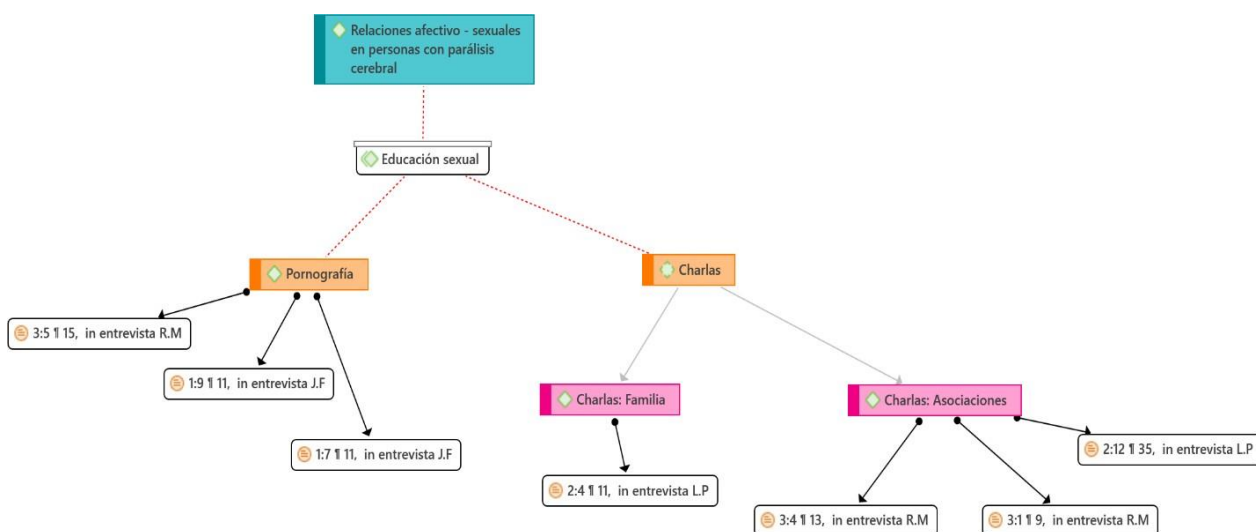 Relaciones afectivo - sexuales
en personas con parálisis
cerebral
Educación sexual
Pornografía
Charlas
3:5 ¶ 15, in entrevista R.M
1:9 ¶ 11, in entrevista J.F
Charlas: Familia
Charlas: Asociaciones
1:7 ¶ 11, in entrevista J.F
2:12 ¶ 35, in entrevista L.P
2:4 ¶ 11, in entrevista L.P
3:4 ¶ 13, in entrevista R.M
3:1 ¶ 9, in entrevista R.M